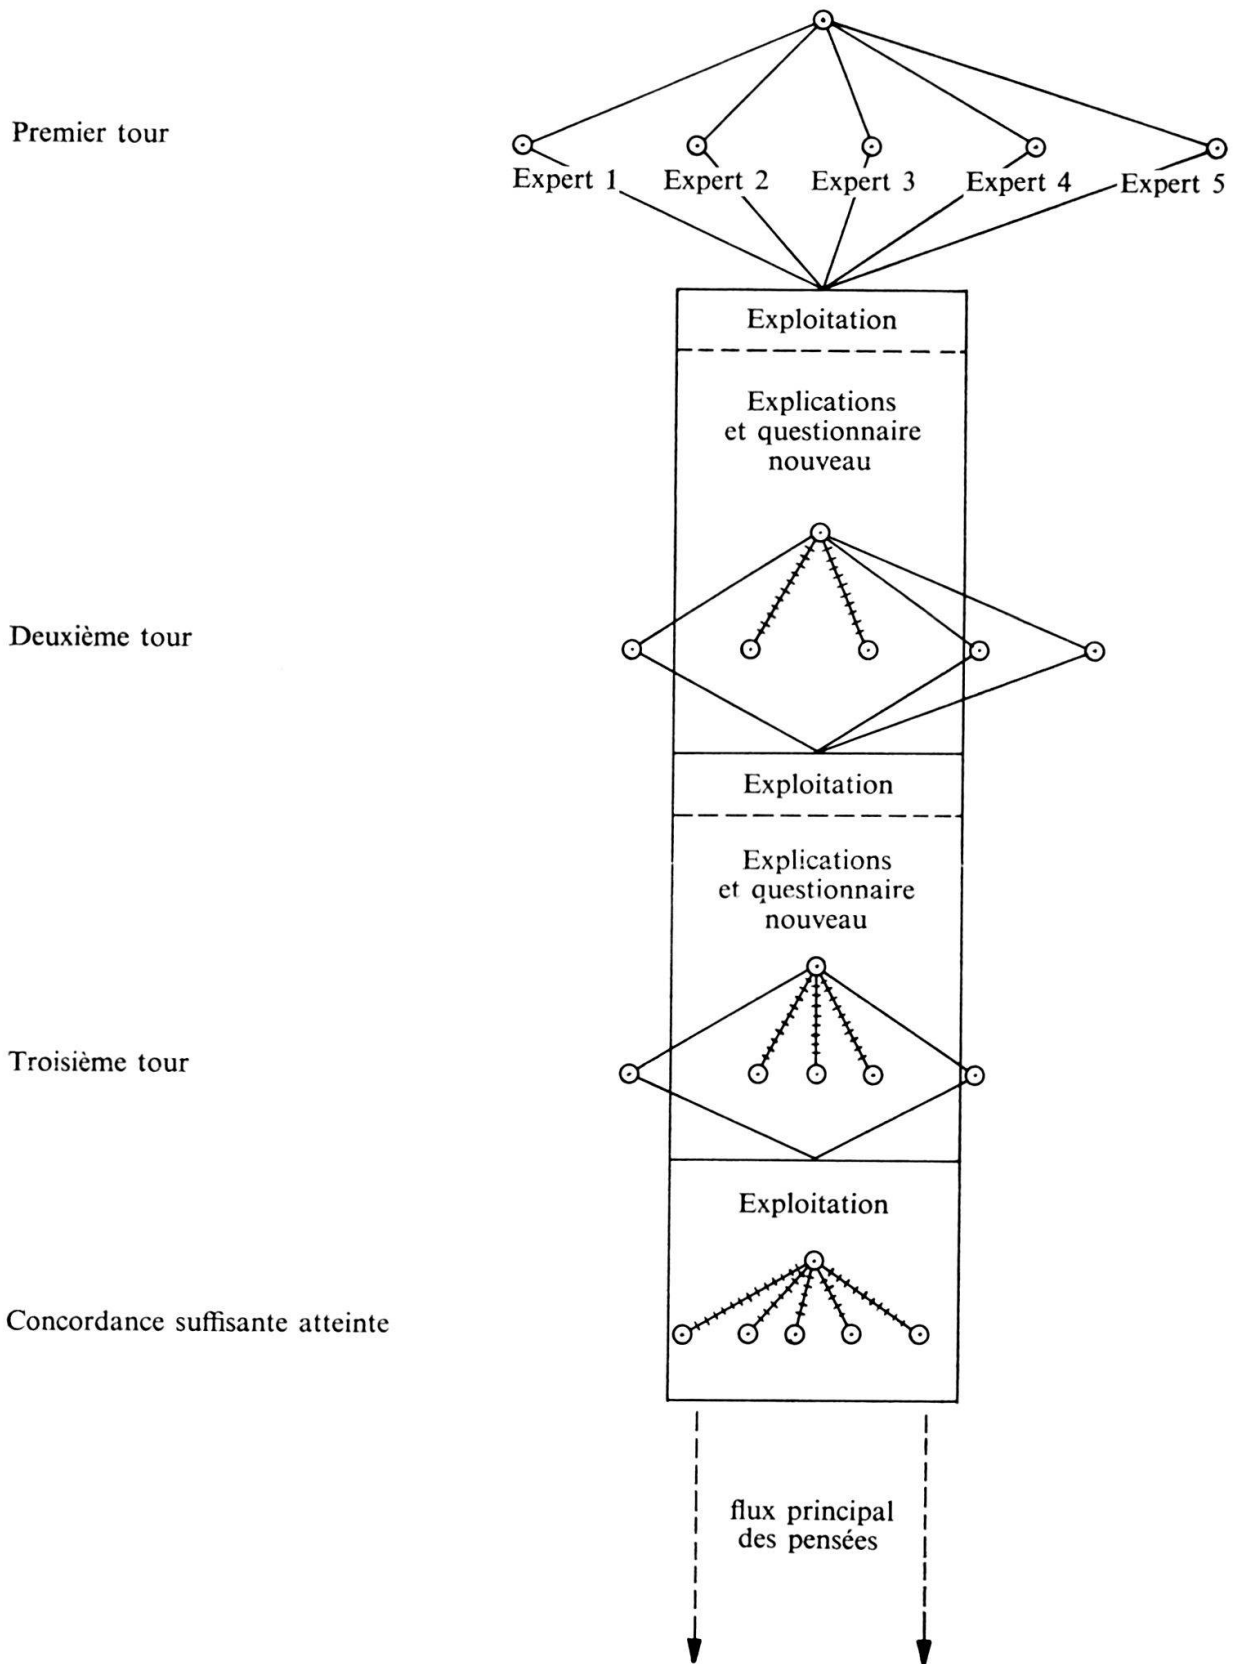 Premier tour
Expert 1 Expert 2 Expert 3 Expert 4 Expert 5
Exploitation
Explications
et questionnaire
nouveau
Deuxième tour
Exploitation
Explications
et questionnaire
nouveau
Troisième tour
Exploitation
Concordance suffisante atteinte
flux principal
des pensées